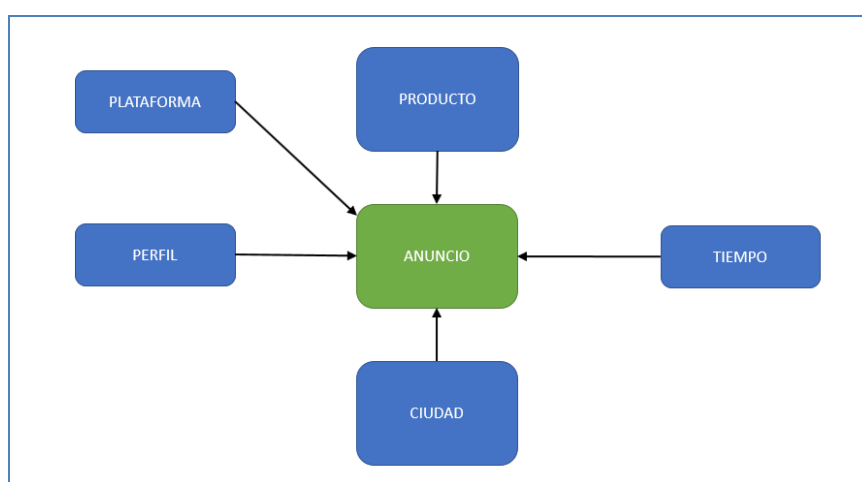 PLATAFORMA
PRODUCTO
PERFIL
ANUNCIO
TIEMPO
CIUDAD